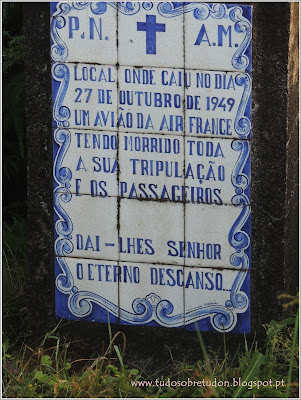 P. N. A M.
LOCAL, ONDE CAIU NO DIA
27 DE OUTUBRO DE 1949
UM AVIÃO DA AIR FRANCE
TENDO MORRIDO TODA
A SUA TRIPULAÇÃO
E OS PASSAGEIROS.
DAI-LHES SENHOR
O ETERNO DESCANSO...
www.tudosobretudon.blogspot.pt